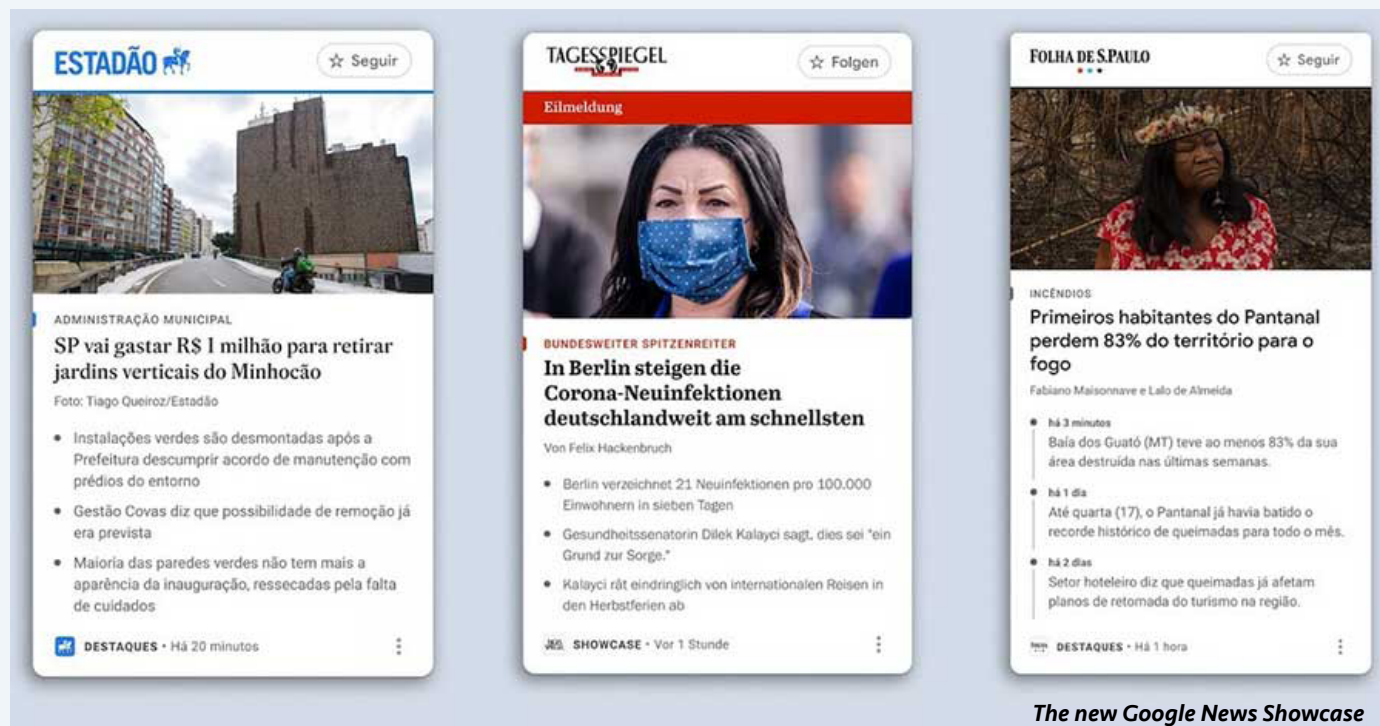 ESTADÃO
Seguir
ADMINISTRAÇÃO MUNICIPAL
SP vai gastar R$ 1 milhão para retirar
jardins verticais do Minhocão
Foto: Tiago Queiroz/Estadão
Instalações verdes são desmontadas após a
Prefeitura descumprir acordo de manutenção com
prédios do entorno
Gestão Covas diz que possibilidade de remoção já
era prevista
Maioria das paredes verdes não tem mais a
aparência da inauguração, ressecadas pela falta
de cuidados
DESTAQUES • Há 20 minutos
TAGESSPIEGEL
Folgen
Eilmeldung
BUNDESWEITER SPITZENREITER
In Berlin steigen die
Corona-Neuinfektionen
deutschlandweit am schnellsten
Von Felix Hackenbruch
Berlin verzeichnet 21 Neuinfektionen pro 100.000
Einwohnern in sieben Tagen
Gesundheitssenatorin Dilek Kalayci sagt, dies sei "ein
Grund zur Sorge."
Kalayci rät eindringlich von internationalen Reisen in
den Herbstferien ab
SHOWCASE • Vor 1 Stunde
FOLHA DE S.PAULO
Seguir
INCÊNDIOS
Primeiros habitantes do Pantanal
perdem 83% do território para o
fogo
Fabiano Maisonnave e Lalo de Almeida
há 3 minutos
Baía dos Guató (MT) teve ao menos 83% da sua
área destruída nas últimas semanas.
há 1 dia
Até quarta (17), o Pantanal já havia batido o
recorde histórico de queimadas para todo o mês.
há 2 dias
Setor hoteleiro diz que queimadas já afetam
planos de retomada do turismo na região.
DESTAQUES • Há 1 hora
The new Google News Showcase